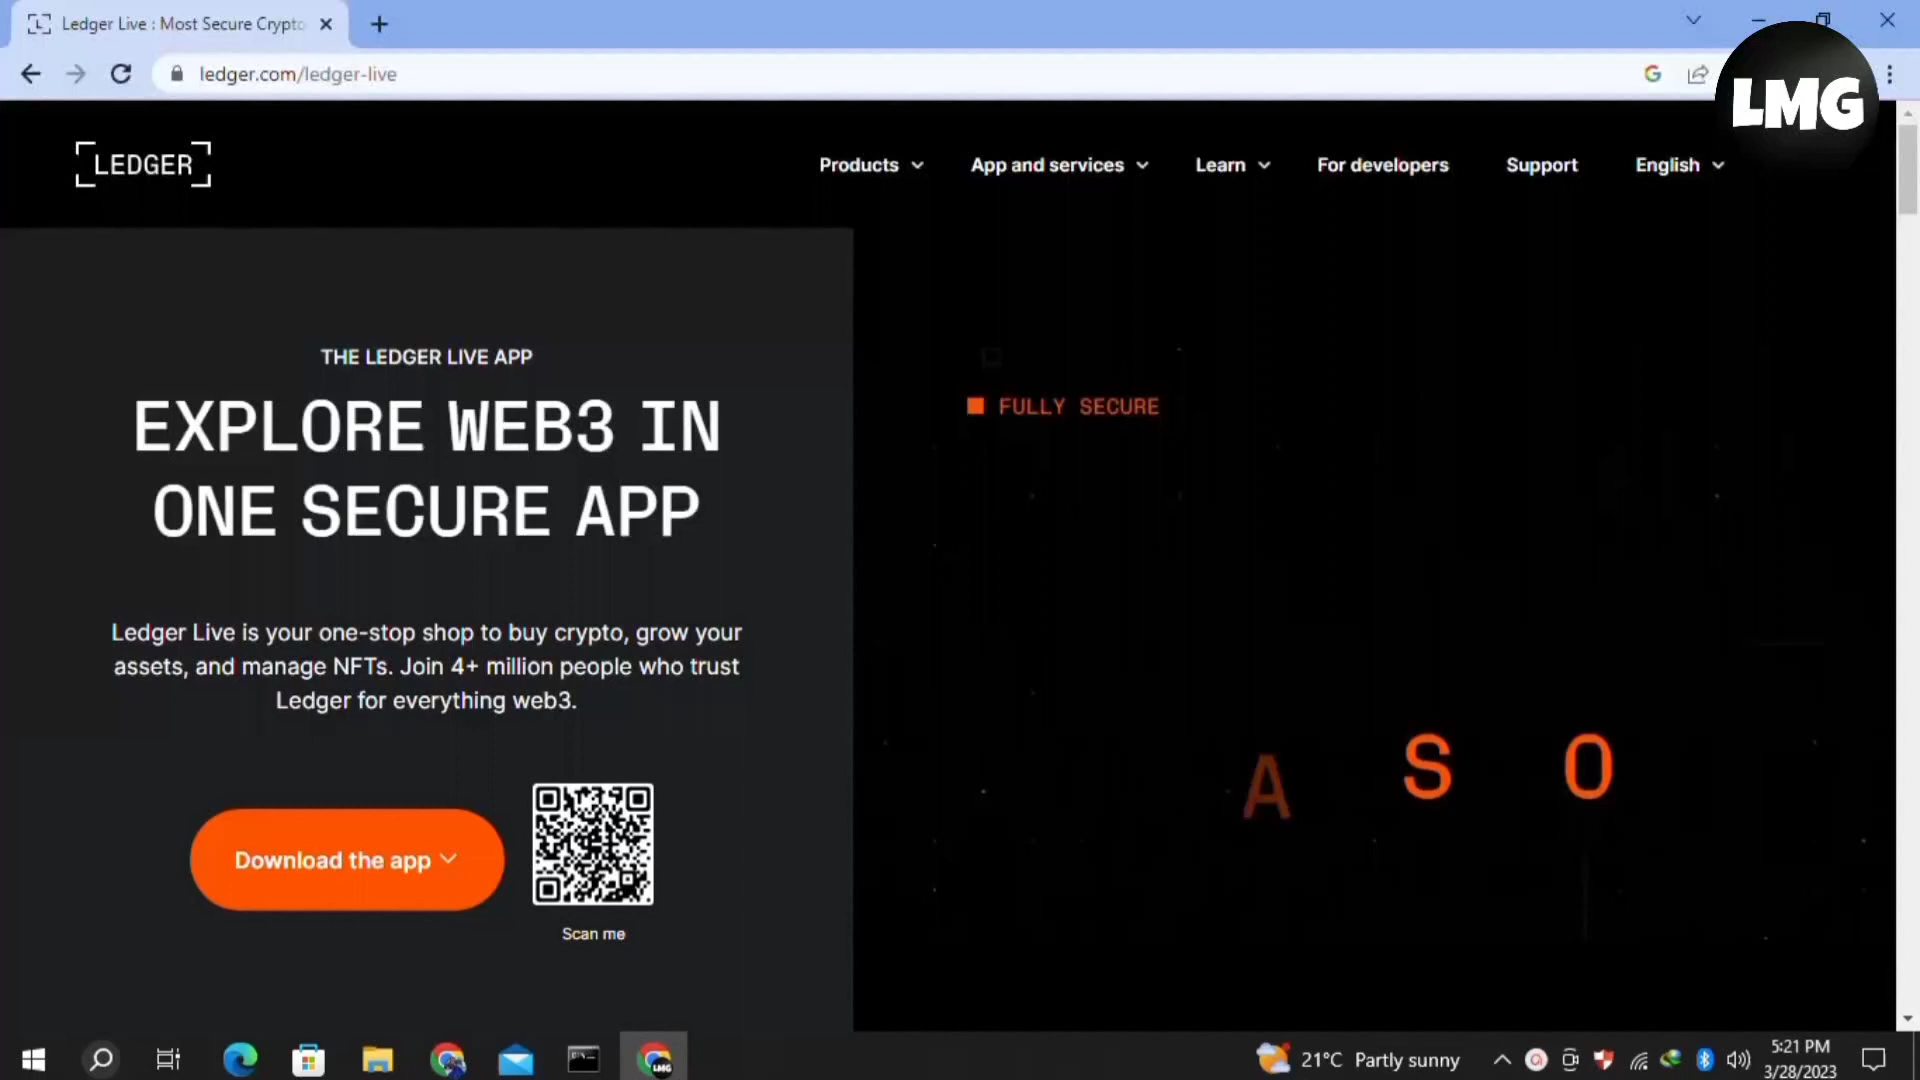 Ledger Live : Most Secure Crypto
ledger.com/ledger-live
LMG
LEDGER
Products
App and services
Learn
For developers
Support
English
THE LEDGER LIVE APP
EXPLORE WEB3 IN
ONE SECURE APP
Ledger Live is your one-stop shop to buy crypto, grow your
assets, and manage NFTs. Join 4+ million people who trust
Ledger for everything web3.
Download the app
Scan me
FULLY SECURE
A S O
21°C Partly sunny
5:21 PM
3/28/2023